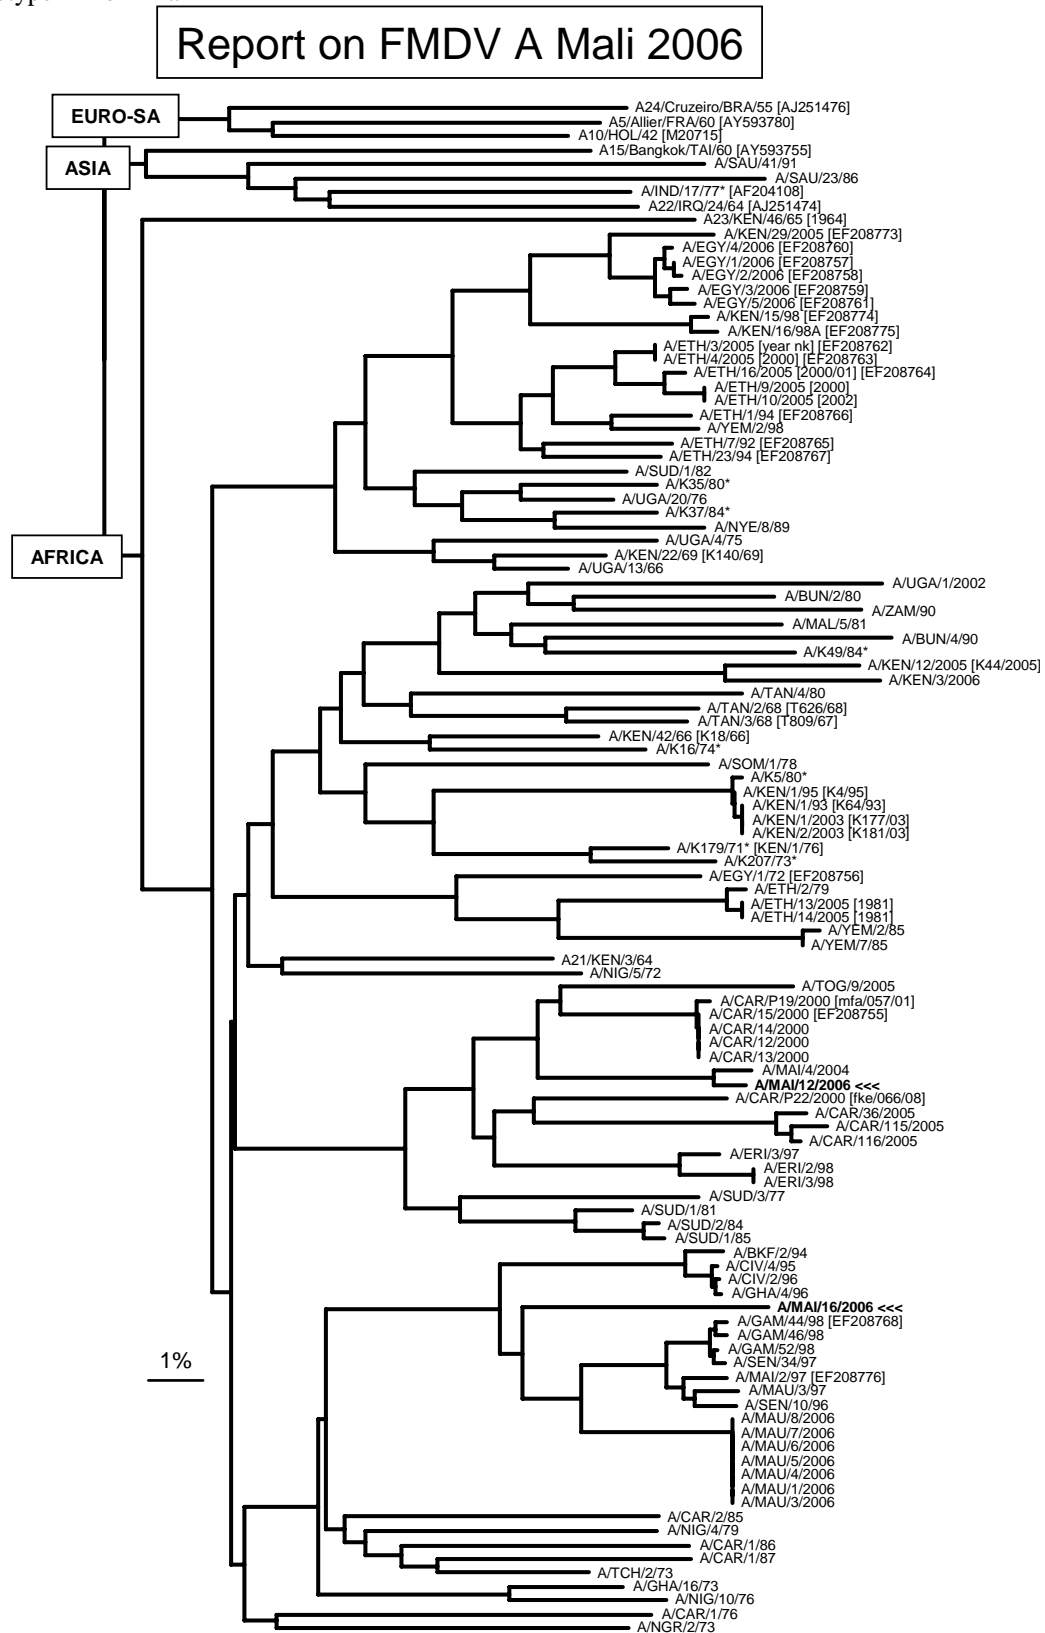 Report on FMDV A Mali 2006
EURO-SA
A24/Cruzeiro/BRA/55 [AJ251476]
A5/Allier/FRA/60 [AY593780]
A10/HOL/42 [M20715]
ASIA
A15/Bangkok/TAI/60 [AY593755]
A/SAU/41/91
A/SAU/23/86
A/IND/17/77* [AF204108]
A22/IRQ/24/64 [AJ251474]
A23/KEN/46/65 [1964]
A/KEN/29/2005 [EF208773]
A/EGY/4/2006 [EF208760]
A/EGY/1/2006 [EF208757]
A/EGY/2/2006 [EF208758]
A/EGY/3/2006 [EF208759]
A/EGY/5/2006 [EF208761]
A/KEN/15/98 [EF208774]
A/KEN/16/98A [EF208775]
A/ETH/3/2005 [year nk] [EF208762]
A/ETH/4/2005 [2000] [EF208763]
A/ETH/16/2005 [2000/01] [EF208764]
A/ETH/9/2005 [2000]
A/ETH/10/2005 [2002]
A/ETH/1/94 [EF208766]
A/YEM/2/98
A/ETH/7/92 [EF208765]
A/ETH/23/94 [EF208767]
A/SUD/1/82
A/K35/80*
A/UGA/20/76
A/K37/84*
A/NYE/8/89
A/UGA/4/75
AFRICA
A/KEN/22/69 [K140/69]
A/UGA/13/66
A/UGA/1/2002
A/BUN/2/80
A/ZAM/90
A/MAL/5/81
A/BUN/4/90
A/K49/84*
A/KEN/12/2005 [K44/2005]
A/KEN/3/2006
A/TAN/4/80
A/TAN/2/68 [T626/68]
A/TAN/3/68 [T809/67]
A/KEN/42/66 [K18/66]
A/K16/74*
A/SOM/1/78
A/K5/80*
A/KEN/1/95 [K4/95]
A/KEN/1/93 [K64/93]
A/KEN/1/2003 [K177/03]
A/KEN/2/2003 [K181/03]
A/K179/71* [KEN/1/76]
A/K207/73*
A/EGY/1/72 [EF208756]
A/ETH/2/79
A/ETH/13/2005 [1981]
A/ETH/14/2005 [1981]
A/YEM/2/85
A/YEM/7/85
A21/KEN/3/64
A/NIG/5/72
A/TOG/9/2005
A/CAR/P19/2000 [mfa/057/01]
A/CAR/15/2000 [EF208755]
A/CAR/14/2000
A/CAR/12/2000
A/CAR/13/2000
A/MAI/4/2004
A/MAI/12/2006 <<<
A/CAR/P22/2000 [fke/066/08]
A/CAR/36/2005
A/CAR/115/2005
A/CAR/116/2005
A/ERI/3/97
A/ERI/2/98
A/ERI/3/98
A/SUD/3/77
A/SUD/1/81
A/SUD/2/84
A/SUD/1/85
A/BKF/2/94
A/CIV/4/95
A/CIV/2/96
A/GHA/4/96
A/MAI/16/2006 <<<
A/GAM/44/98 [EF208768]
A/GAM/46/98
A/GAM/52/98
1%
A/SEN/34/97
A/MAI/2/97 [EF208776]
A/MAU/3/97
A/SEN/10/96
A/MAU/8/2006
A/MAU/7/2006
A/MAU/6/2006
A/MAU/5/2006
A/MAU/4/2006
A/MAU/1/2006
A/MAU/3/2006
A/CAR/2/85
A/NIG/4/79
A/CAR/1/86
A/CAR/1/87
A/TCH/2/73
A/GHA/16/73
A/NIG/10/76
A/CAR/1/76
A/NGR/2/73